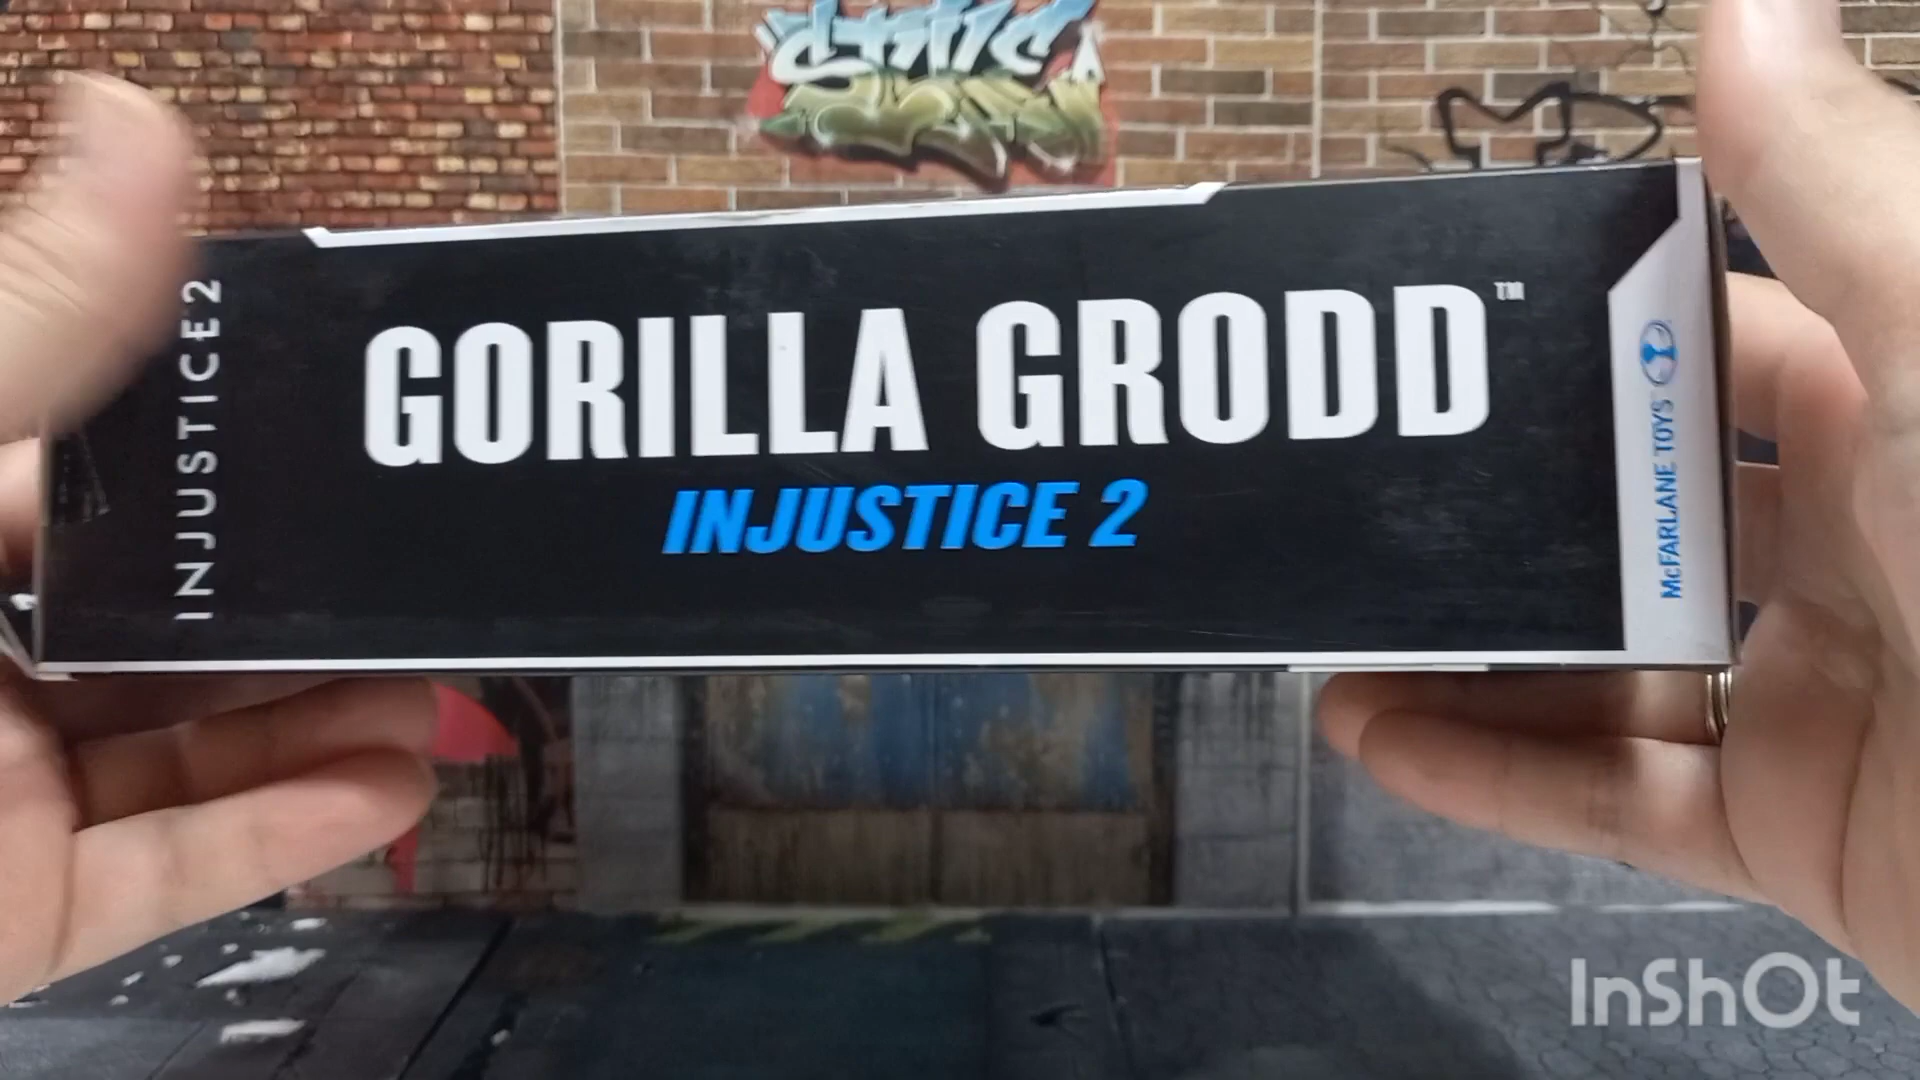 INJUSTICE 2
GORILLA GRODD™
INJUSTICE 2
McFARLANE TOYS
InShOt